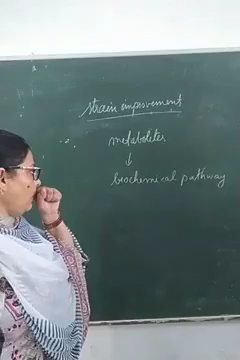 strain improvement
metabolites
↓
biochemical pathway